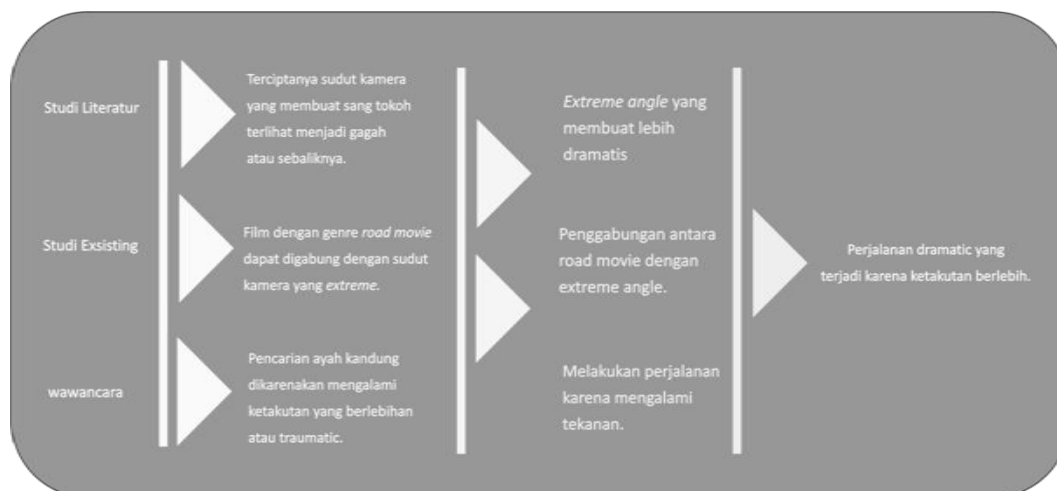 Studi Literatur
Terciptanya sudut kamera
yang membuat sang tokoh
terlihat menjadi gagah
atau sebaliknya.
Studi Exsisting
Film dengan genre road movie
dapat digabung dengan sudut
kamera yang extreme.
wawancara
Pencarian ayah kandung
dikarenakan mengalami
ketakutan yang berlebihan
atau traumatic.
Extreme angle yang
membuat lebih
dramatis
Penggabungan antara
road movie dengan
extreme angle.
Melakukan perjalanan
karena mengalami
tekanan.
Perjalanan dramatic yang
terjadi karena ketakutan berlebih.